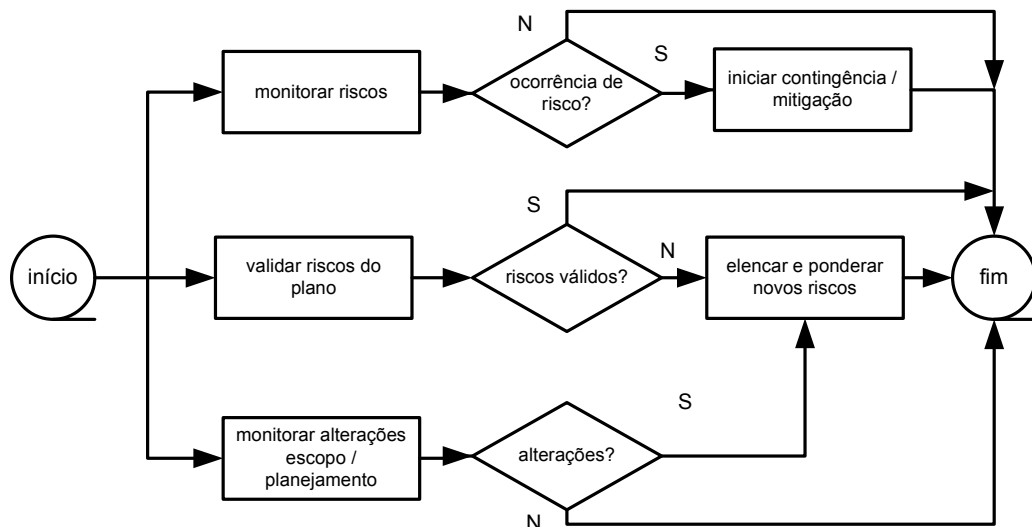 N
S
monitorar riscos
ocorrência de
risco?
iniciar contingência /
mitigação
S
N
início
validar riscos do
plano
riscos válidos?
elencar e ponderar
novos riscos
fim
S
monitorar alterações
escopo /
planejamento
alterações?
N